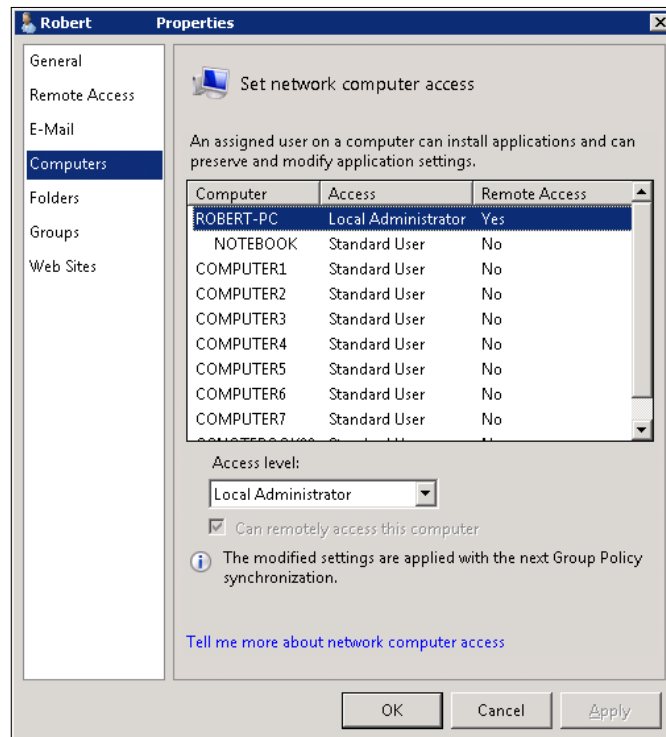 Robert Properties
General
Remote Access
E-Mail
Computers
Folders
Groups
Web Sites
Set network computer access
An assigned user on a computer can install applications and can
preserve and modify application settings.
Computer Access Remote Access
ROBERT-PC Local Administrator Yes
NOTEBOOK Standard User No
COMPUTER1 Standard User No
COMPUTER2 Standard User No
COMPUTER3 Standard User No
COMPUTER4 Standard User No
COMPUTER5 Standard User No
COMPUTER6 Standard User No
COMPUTER7 Standard User No
Access level:
Local Administrator
Can remotely access this computer
The modified settings are applied with the next Group Policy
synchronization.
Tell me more about network computer access
OK Cancel Apply